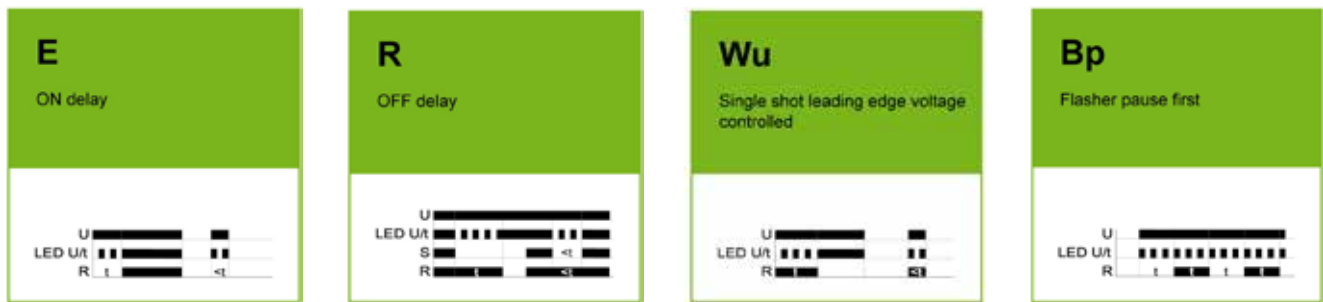 E
ON delay
U
LED U/t
R t <t
R
OFF delay
U
LED U/t
S <t
R t <t
Wu
Single shot leading edge voltage
controlled
U
LED U/t
R t <t
Bp
Flasher pause first
U
LED U/t
R t t t t